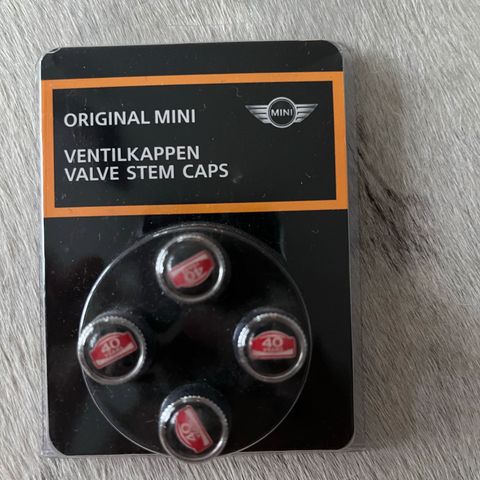 ORIGINAL MINI
MINI
VENTILKAPPEN
VALVE STEM CAPS
40
40
40
40